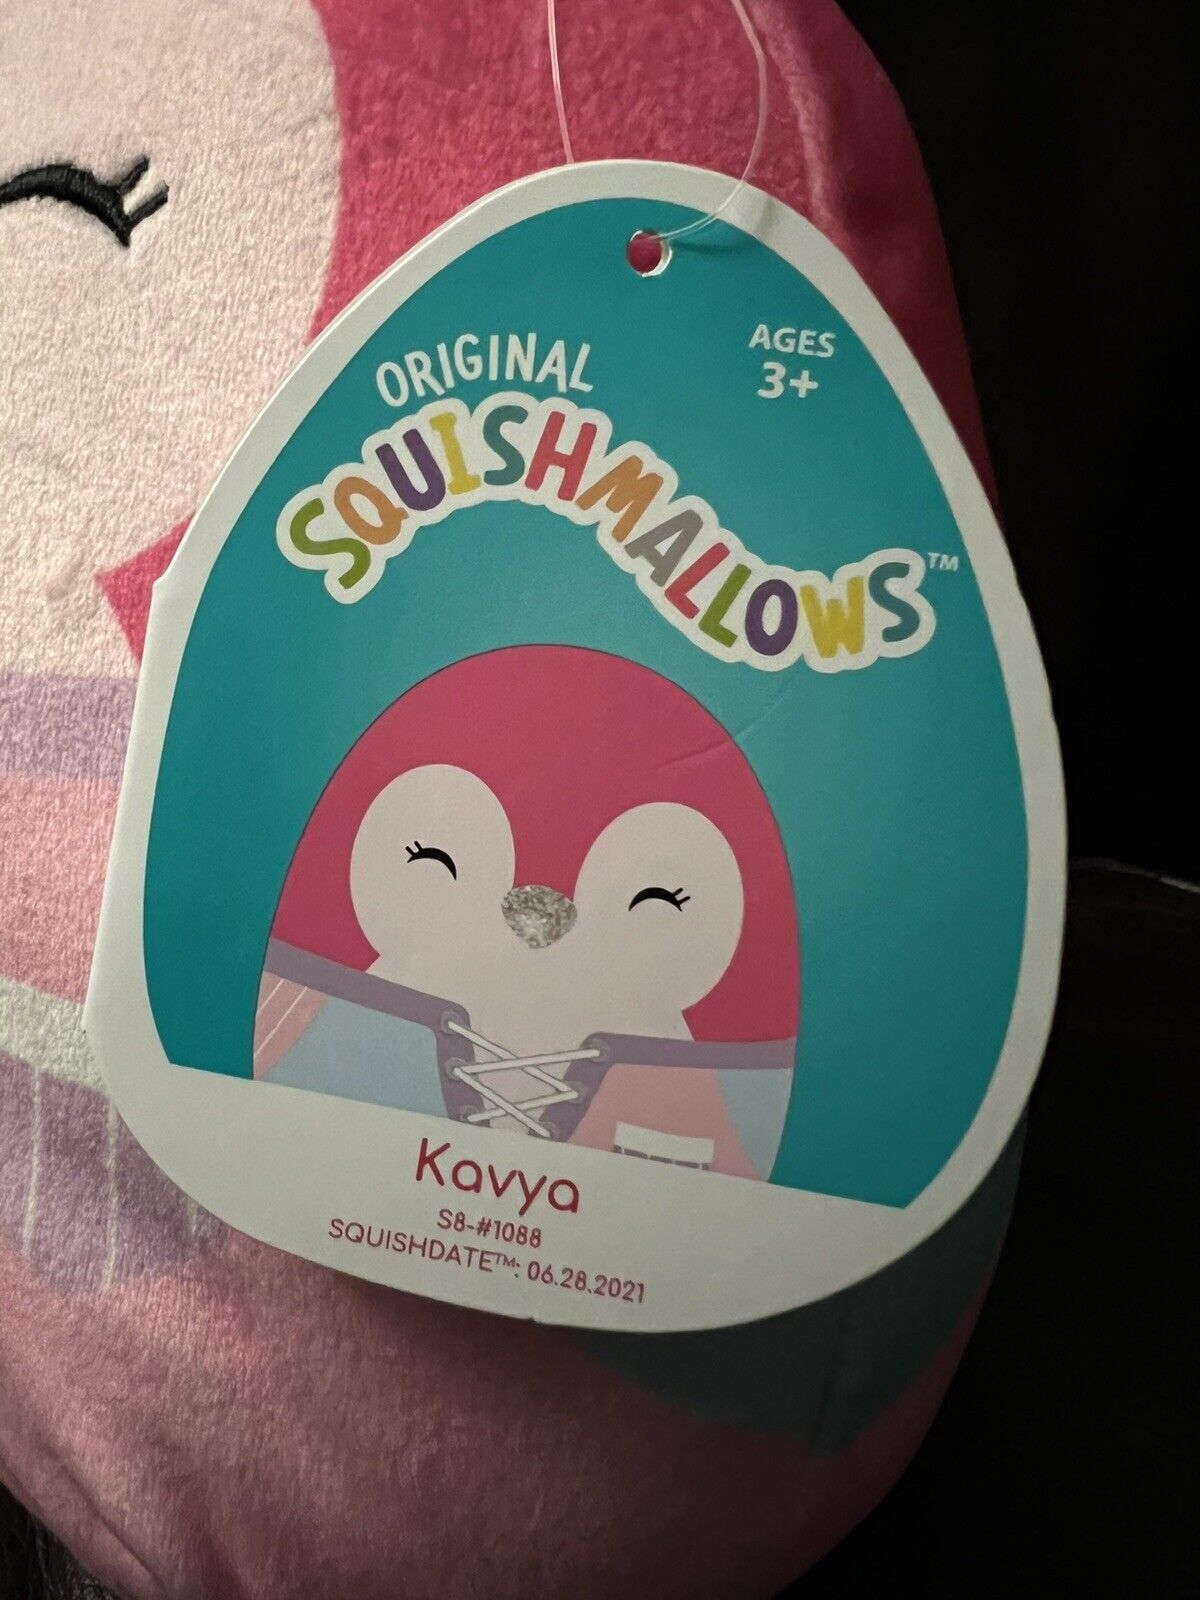 ORIGINAL
SQUISHMALLOWS™
AGES
3+
Kavya
S8-#1088
SQUISHDATE™: 06.28.2021